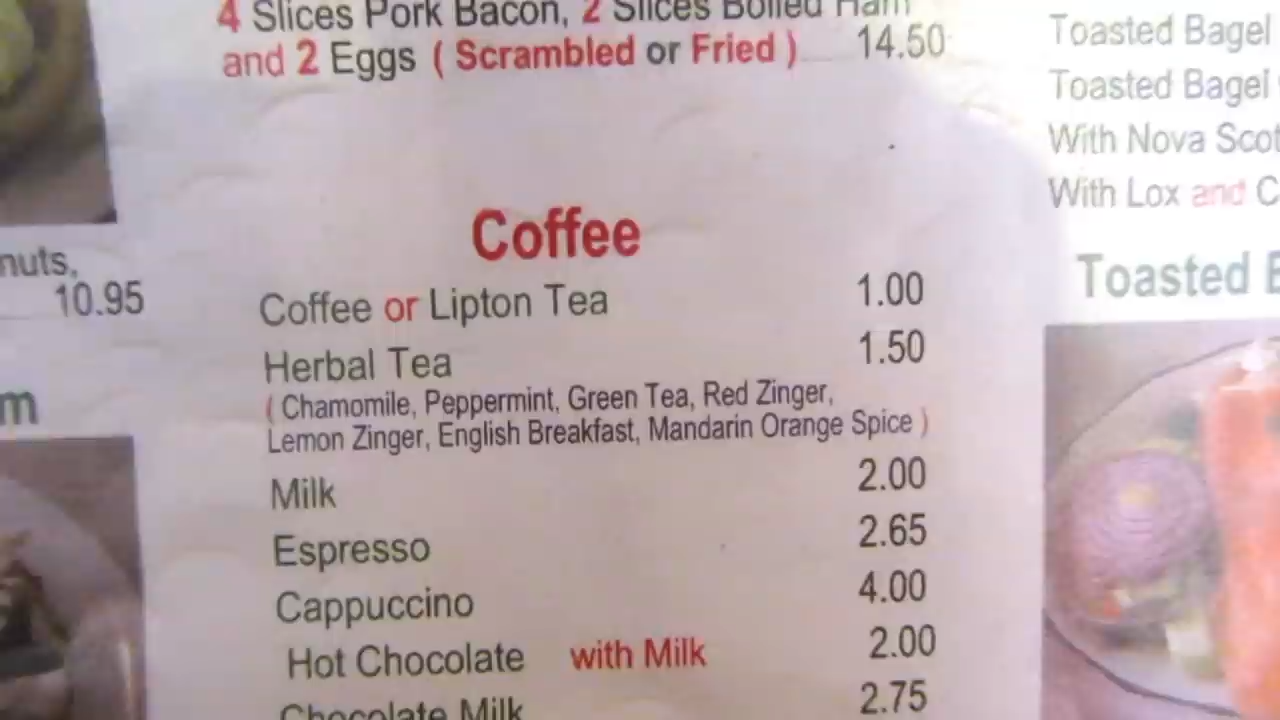 4 Slices Pork Bacon, 2 Slices Boiled Ham
and 2 Eggs ( Scrambled or Fried ) 14.50
Coffee
Coffee or Lipton Tea 1.00
Herbal Tea 1.50
( Chamomile, Peppermint, Green Tea, Red Zinger,
Lemon Zinger, English Breakfast, Mandarin Orange Spice )
Milk 2.00
Espresso 2.65
Cappuccino 4.00
Hot Chocolate with Milk 2.00
Chocolate Milk 2.75
nuts,
10.95
m
Toasted Bagel
Toasted Bagel
With Nova Scot
With Lox and C
Toasted B